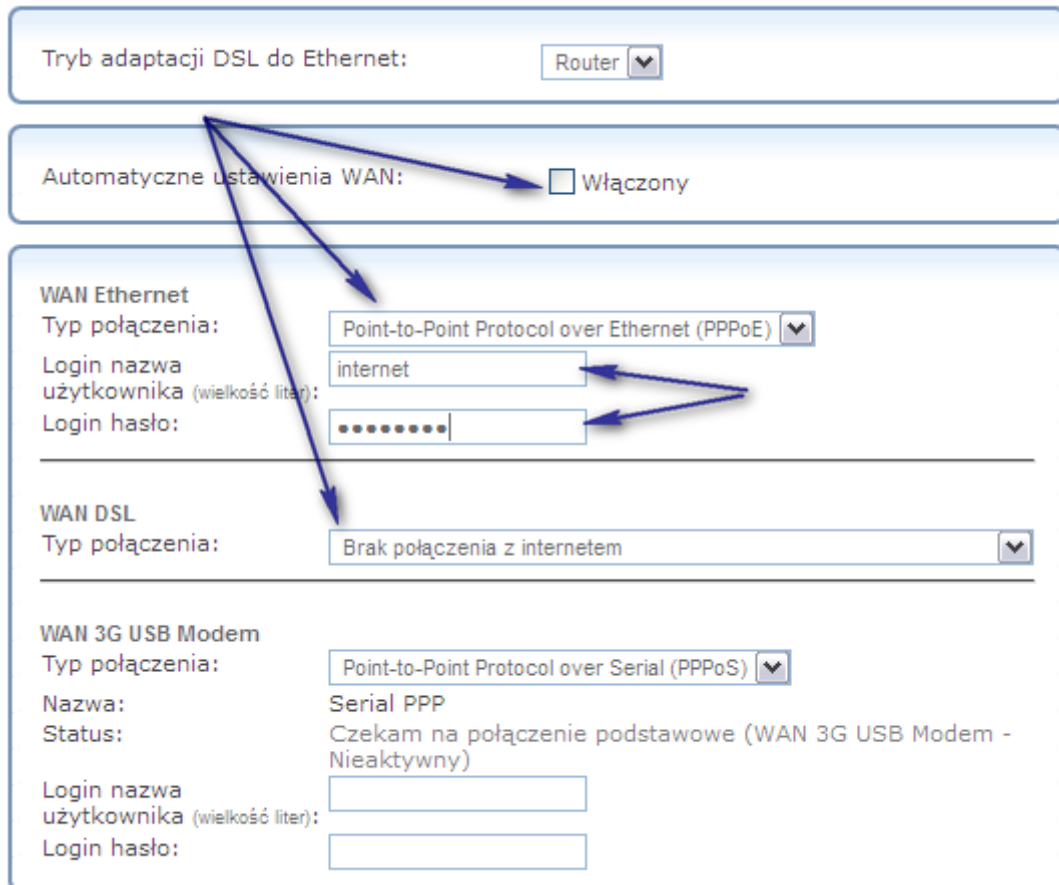 Tryb adaptacji DSL do Ethernet: Router
Automatyczne ustawienia WAN: Włączony
WAN Ethernet
Typ połączenia: Point-to-Point Protocol over Ethernet (PPPoE)
Login nazwa
użytkownika (wielkość liter): internet
Login hasło: ••••••••
WAN DSL
Typ połączenia: Brak połączenia z internetem
WAN 3G USB Modem
Typ połączenia: Point-to-Point Protocol over Serial (PPPoS)
Nazwa: Serial PPP
Status: Czekam na połączenie podstawowe (WAN 3G USB Modem -
Nieaktywny)
Login nazwa
użytkownika (wielkość liter):
Login hasło: